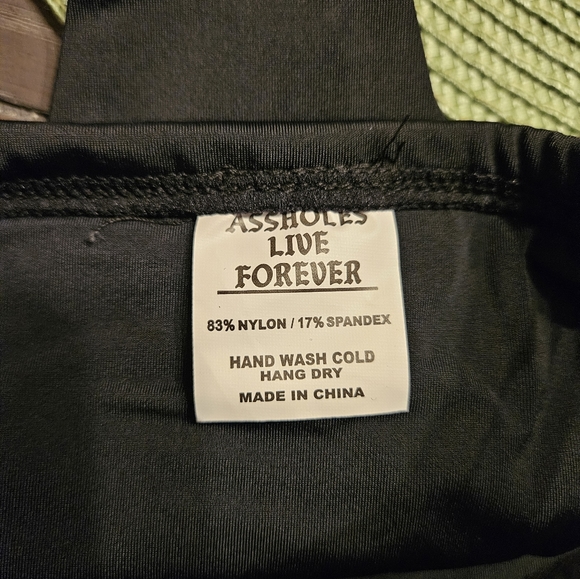 ASSHOLES
LIVE
FOREVER
83% NYLON / 17% SPANDEX
HAND WASH COLD
HANG DRY
MADE IN CHINA